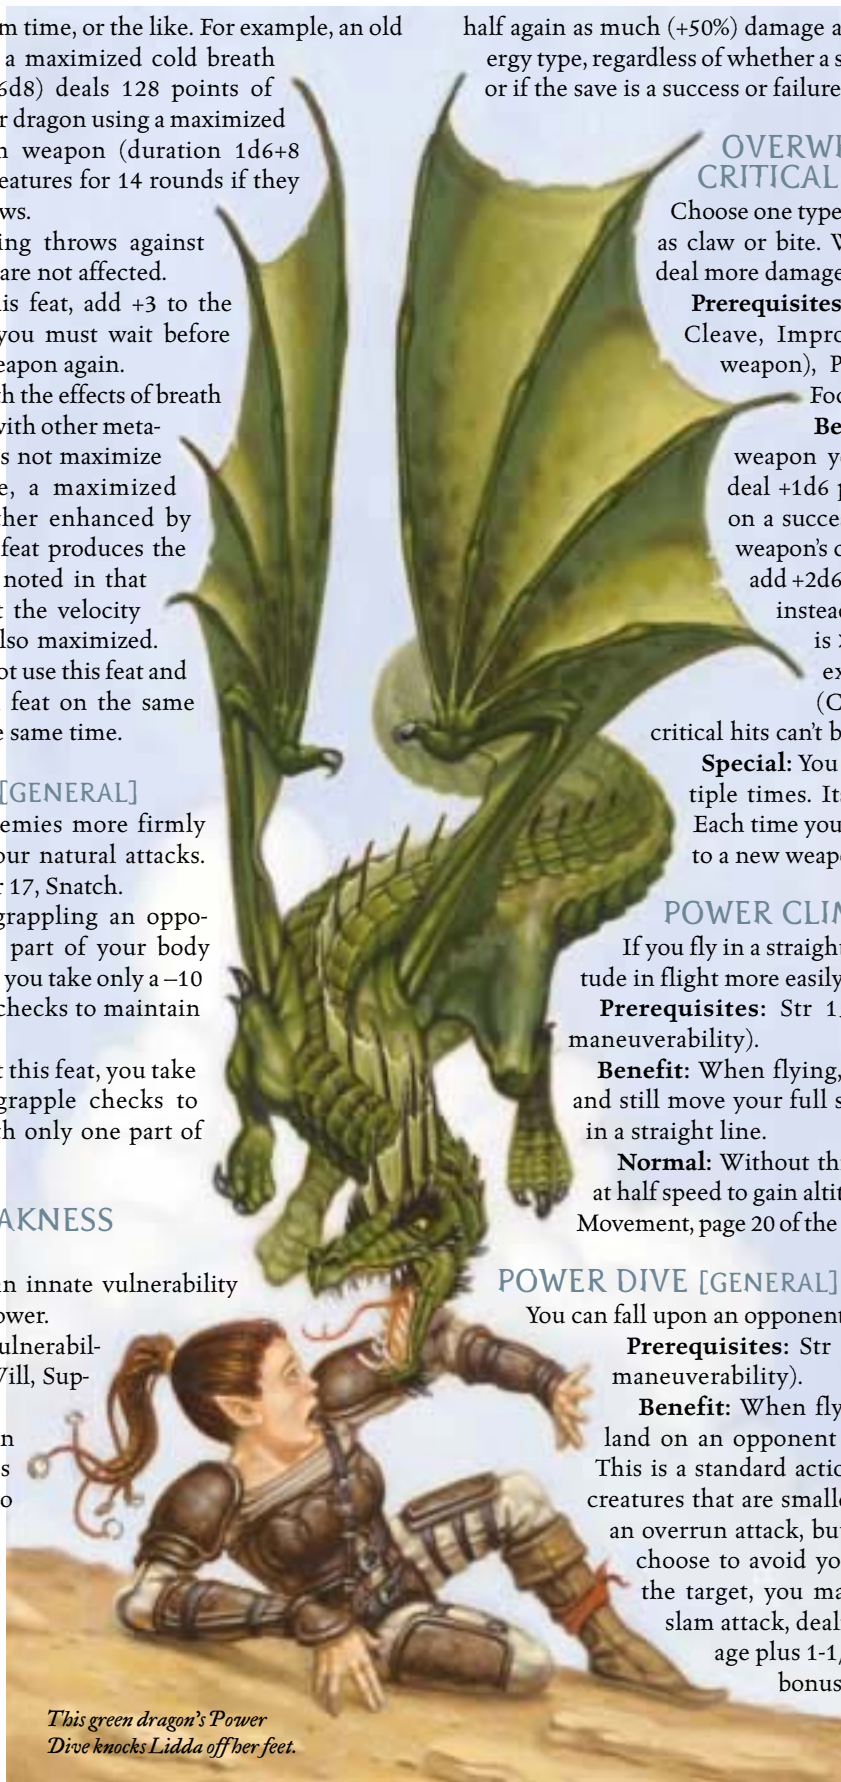 m time, or the like. For example, an old
a maximized cold breath
6d8) deals 128 points of
r dragon using a maximized
n weapon (duration 1d6+8
eatures for 14 rounds if they
ws.
ing throws against
are not affected.
is feat, add +3 to the
you must wait before
eapon again.
h the effects of breath
with other meta-
s not maximize
e, a maximized
ther enhanced by
feat produces the
noted in that
t the velocity
lso maximized.
ot use this feat and
feat on the same
e same time.
[GENERAL]
emies more firmly
our natural attacks.
r 17, Snatch.
grappling an oppo-
part of your body
you take only a –10
checks to maintain
t this feat, you take
grapple checks to
h only one part of
AKNESS
n innate vulnerability
ower.
ulnerabil-
Will, Sup-
n
s
o
This green dragon's Power
Dive knocks Lidda off her feet.
half again as much (+50%) damage a
ergy type, regardless of whether a s
or if the save is a success or failure
OVERWH
CRITICAL
Choose one type
as claw or bite. W
deal more damage
Prerequisites
Cleave, Impro
weapon), P
Foc
Be
weapon y
deal +1d6 p
on a succe
weapon's c
add +2d6
instea
is
ex
(C
critical hits can't b
Special: You
tiple times. It
Each time you
to a new weap
POWER CLIM
If you fly in a straight
tude in flight more easily
Prerequisites: Str 1
maneuverability).
Benefit: When flying,
and still move your full s
in a straight line.
Normal: Without th
at half speed to gain altit
Movement, page 20 of the
POWER DIVE [GENERAL]
You can fall upon an opponent
Prerequisites: Str
maneuverability).
Benefit: When fly
land on an opponent
This is a standard actio
creatures that are smalle
an overrun attack, bu
choose to avoid yo
the target, you ma
slam attack, deal
age plus 1-1/
bonus